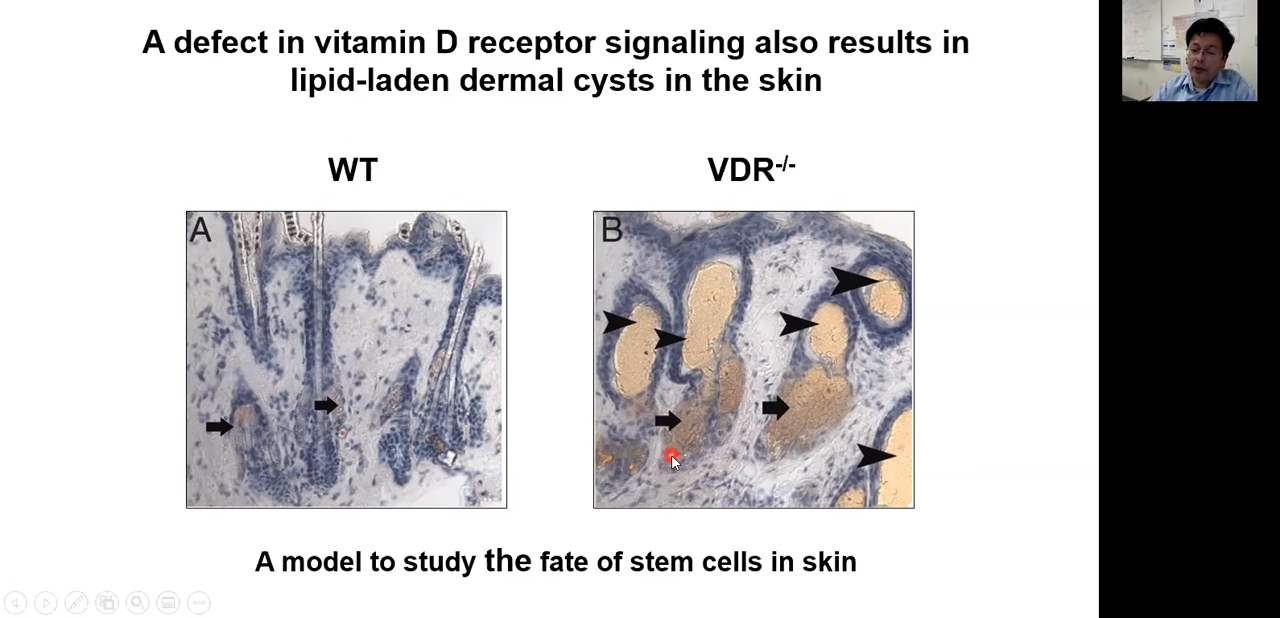 A defect in vitamin D receptor signaling also results in
lipid-laden dermal cysts in the skin
WT
VDR-/-
A
B
A model to study the fate of stem cells in skin